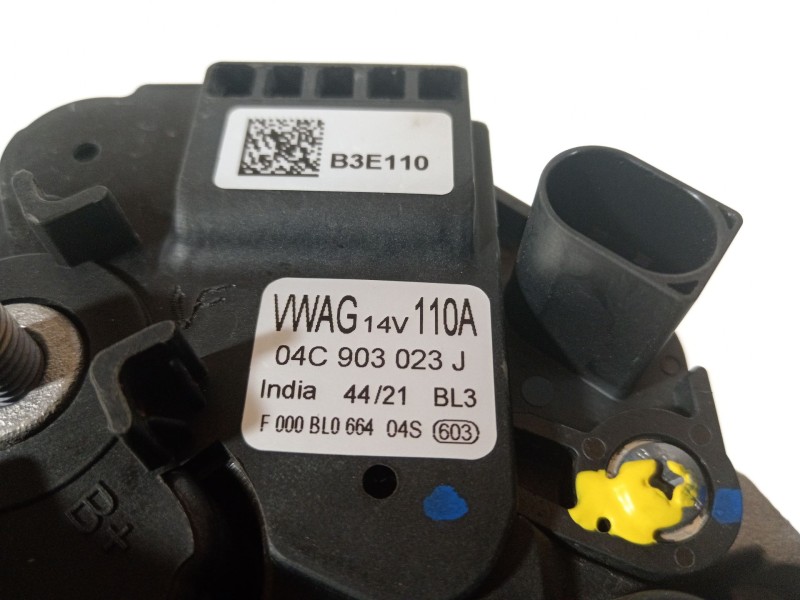 B3E110
VWAG 14V 110A
04C 903 023 J
India 44/21 BL3
F 000 BL0 664 04S 603
B+